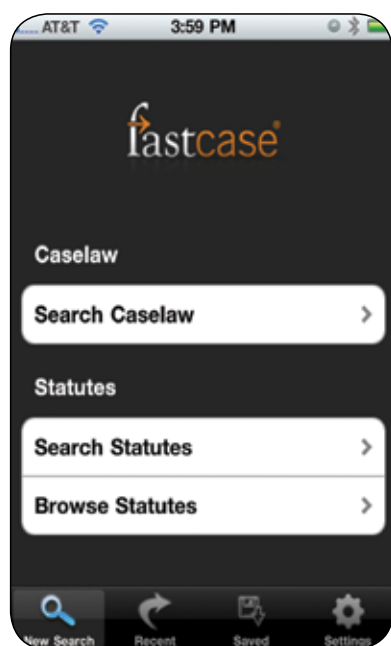 AT&T 3:59 PM
fastcase®
Caselaw
Search Caselaw
Statutes
Search Statutes
Browse Statutes
New Search Recent Saved Settings